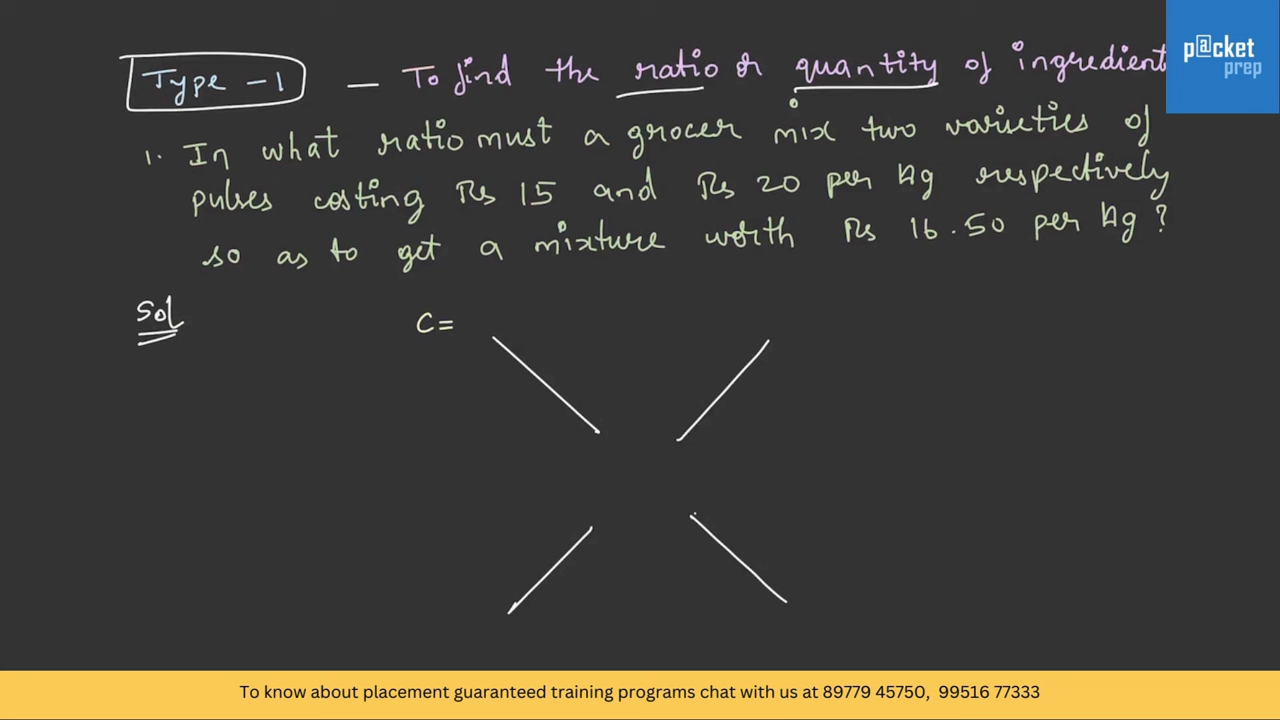 Type -1 — To find the ratio or quantity of ingredient
p@cket
prep
1. In what ratio must a grocer mix two varieties of
pulses costing Rs 15 and Rs 20 per kg respectively
so as to get a mixture worth Rs 16.50 per kg?
Sol
C=
To know about placement guaranteed training programs chat with us at 89779 45750, 99516 77333